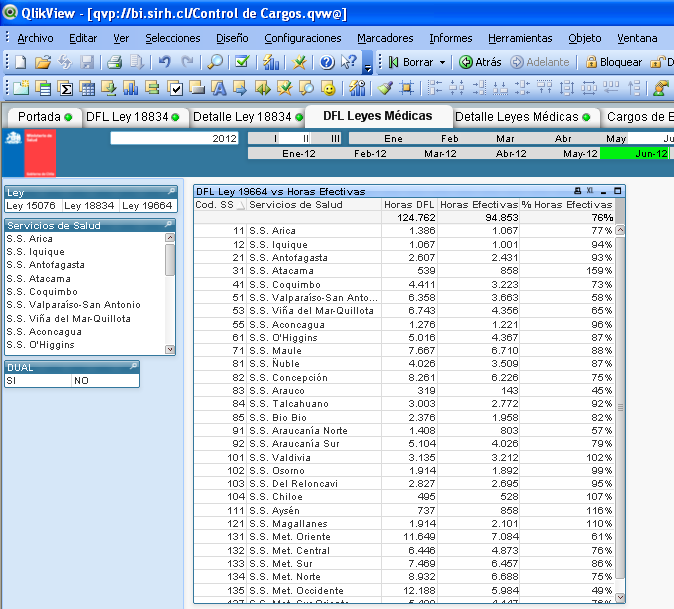 QlikView - [qvp://bi.sirh.cl/Control de Cargos.qvw@]
Archivo Editar Ver Selecciones Diseño Configuraciones Marcadores Informes Herramientas Objeto Ventana
Borrar Atrás Adelante Bloquear D
Portada DFL Ley 18834 Detalle Ley 18834 DFL Leyes Médicas Detalle Leyes Médicas Cargos de E
2012 I II III Ene Feb Mar Abr May Ju
Ene-12 Feb-12 Mar-12 Abr-12 May-12 Jun-12
Ley
Ley 15076 Ley 18834 Ley 19664
Servicios de Salud
S.S. Arica
S.S. Iquique
S.S. Antofagasta
S.S. Atacama
S.S. Coquimbo
S.S. Valparaíso-San Antonio
S.S. Viña del Mar-Quillota
S.S. Aconcagua
S.S. O'Higgins
DUAL
SI NO
DFL Ley 19664 vs Horas Efectivas XL
Cod. SS Servicios de Salud Horas DFL Horas Efectivas % Horas Efectivas
124.762 94.853 76%
11 S.S. Arica 1.386 1.067 77%
12 S.S. Iquique 1.067 1.001 94%
21 S.S. Antofagasta 2.607 2.431 93%
31 S.S. Atacama 539 858 159%
41 S.S. Coquimbo 4.411 3.223 73%
51 S.S. Valparaíso-San Anto... 6.358 3.663 58%
53 S.S. Viña del Mar-Quillota 6.743 4.356 65%
55 S.S. Aconcagua 1.276 1.221 96%
61 S.S. O'Higgins 5.016 4.367 87%
71 S.S. Maule 7.667 6.710 88%
81 S.S. Ñuble 4.026 3.509 87%
82 S.S. Concepción 8.261 6.226 75%
83 S.S. Arauco 319 143 45%
84 S.S. Talcahuano 3.003 2.772 92%
85 S.S. Bio Bio 2.376 1.958 82%
91 S.S. Araucanía Norte 1.408 803 57%
92 S.S. Araucanía Sur 5.104 4.026 79%
101 S.S. Valdivia 3.135 3.212 102%
102 S.S. Osorno 1.914 1.892 99%
103 S.S. Del Reloncavi 2.827 2.695 95%
104 S.S. Chiloe 495 528 107%
111 S.S. Aysén 737 858 116%
121 S.S. Magallanes 1.914 2.101 110%
131 S.S. Met. Oriente 11.649 7.084 61%
132 S.S. Met. Central 6.446 4.873 76%
133 S.S. Met. Sur 7.469 6.457 86%
134 S.S. Met. Norte 8.932 6.688 75%
135 S.S. Met. Occidente 12.188 5.984 49%